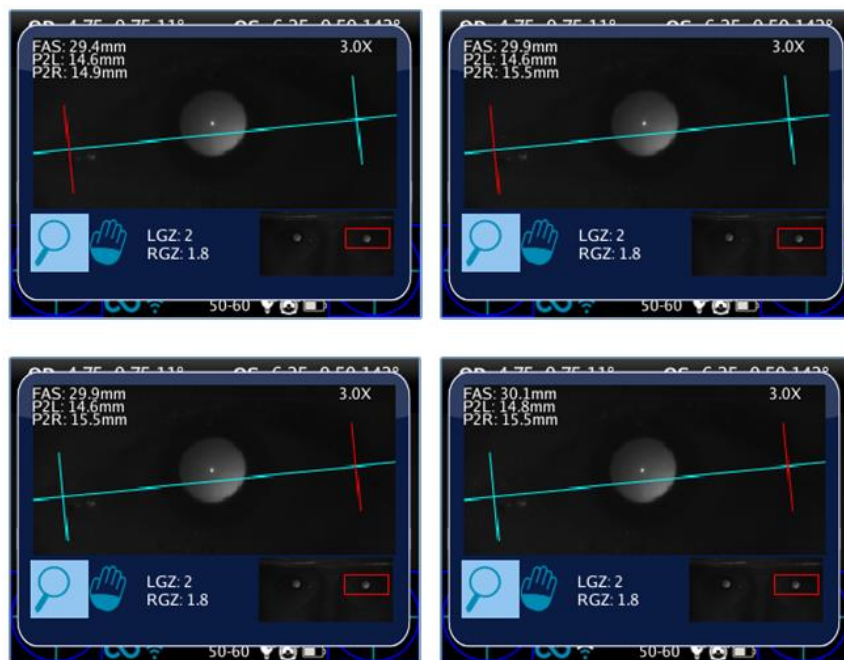 FAS: 29.4mm
P2L: 14.6mm
P2R: 14.9mm
3.0X
LGZ: 2
RGZ: 1.8
50-60
FAS: 29.9mm
P2L: 14.6mm
P2R: 15.5mm
3.0X
LGZ: 2
RGZ: 1.8
50-60
FAS: 29.9mm
P2L: 14.6mm
P2R: 15.5mm
3.0X
LGZ: 2
RGZ: 1.8
50-60
FAS: 30.1mm
P2L: 14.8mm
P2R: 15.5mm
3.0X
LGZ: 2
RGZ: 1.8
50-60